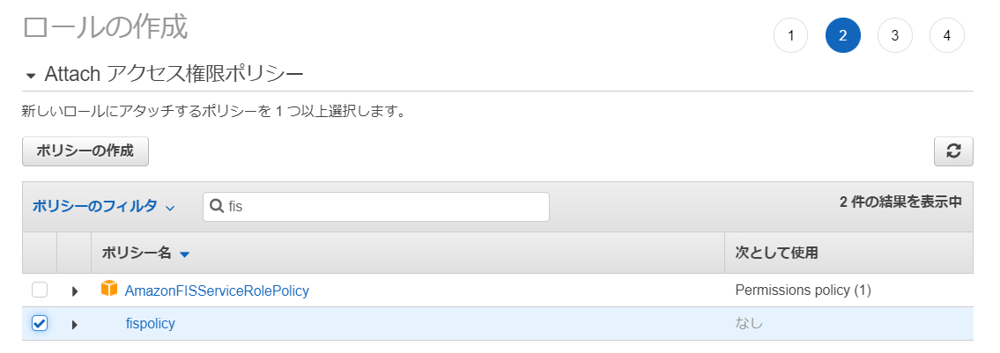 ロールの作成
1 2 3 4
Attach アクセス権限ポリシー
新しいロールにアタッチするポリシーを 1 つ以上選択します。
ポリシーの作成
ポリシーのフィルタ fis 2 件の結果を表示中
ポリシー名 次として使用
AmazonFISServiceRolePolicy Permissions policy (1)
fispolicy なし